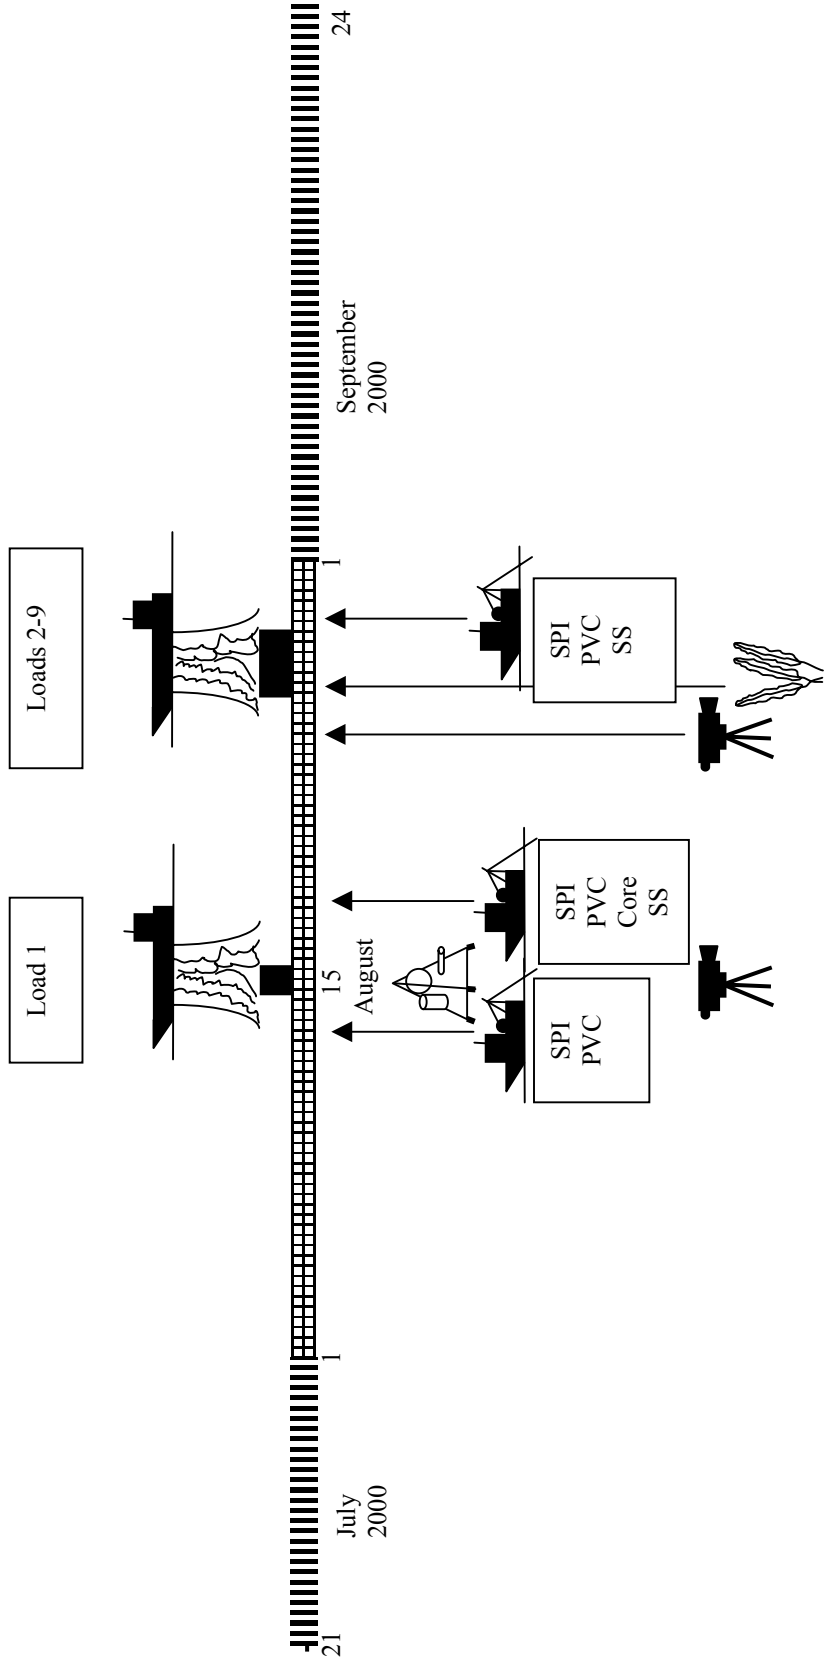 Load 1
Loads 2-9
21
1
15
1
24
July
2000
August
September
2000
SPI
PVC
SPI
PVC
Core
SS
SPI
PVC
SS